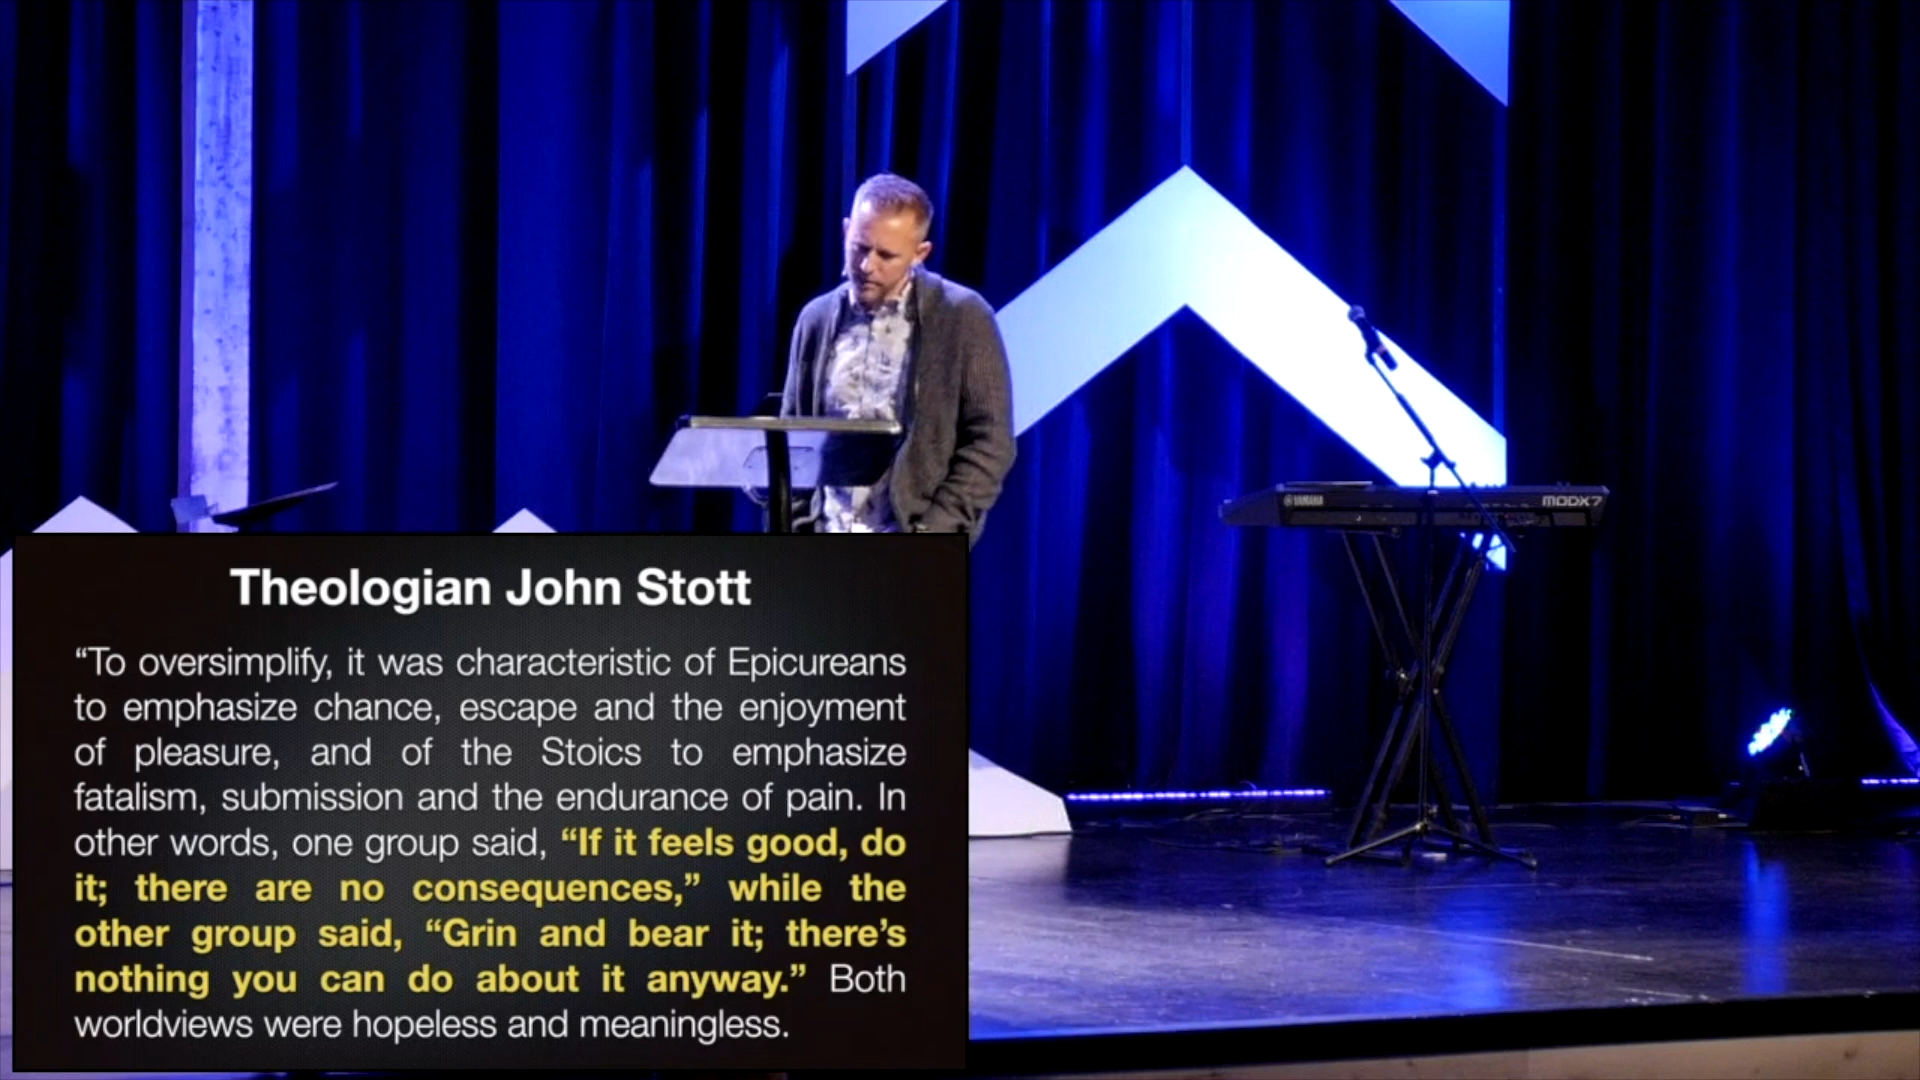 Theologian John Stott
“To oversimplify, it was characteristic of Epicureans
to emphasize chance, escape and the enjoyment
of pleasure, and of the Stoics to emphasize
fatalism, submission and the endurance of pain. In
other words, one group said, “If it feels good, do
it; there are no consequences,” while the
other group said, “Grin and bear it; there’s
nothing you can do about it anyway.” Both
worldviews were hopeless and meaningless.
YAMAHA
MODX7